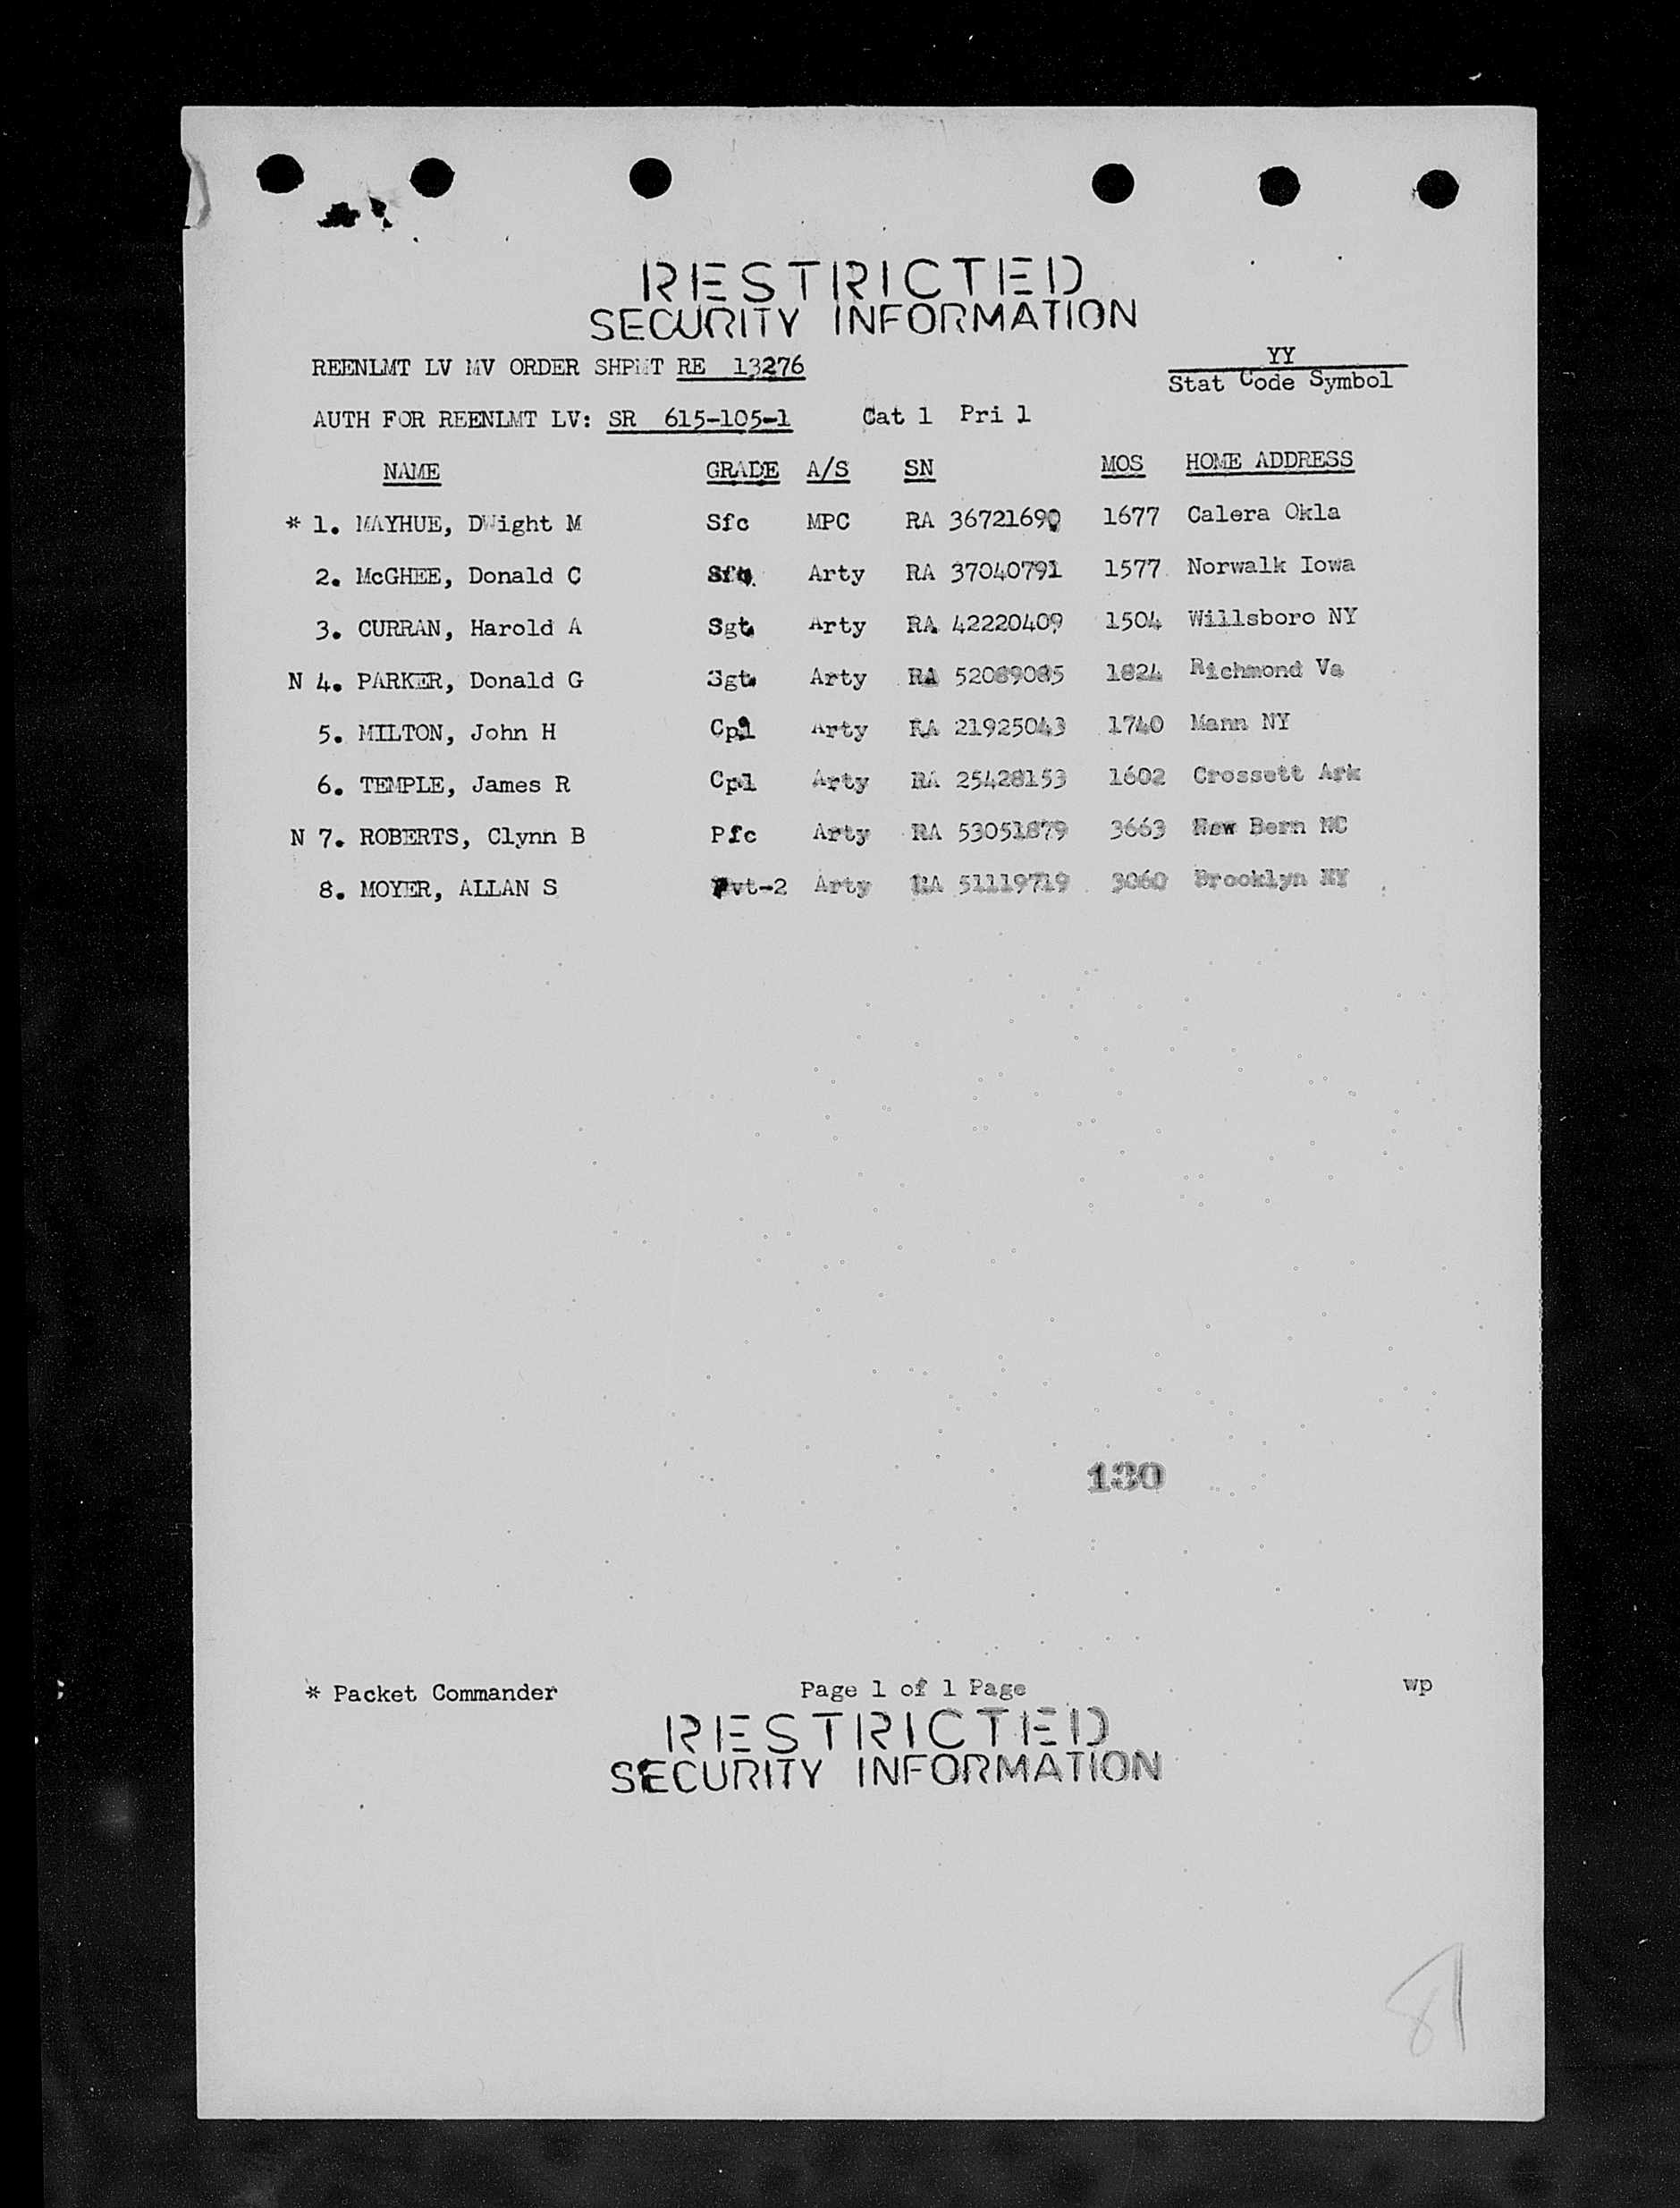 RESTRICTED
SECURITY INFORMATION
REENLMT LV MV ORDER SHPMT RE 13276
YY
Stat Code Symbol
AUTH FOR REENLMT LV: SR 615-105-1 Cat 1 Pri 1
NAME GRADE A/S SN MOS HOME ADDRESS
* 1. MAYHUE, DWight M Sfc MPC RA 36721690 1677 Calera Okla
2. McGHEE, Donald C Arty RA 37040791 1577 Norwalk Iowa
3. CURRAN, Harold A Sgt Arty RA 42220409 1504 Willsboro NY
N 4. PARKER, Donald G Sgt Arty RA 52089085 1824 Richmond Va
5. MILTON, John H Cpl Arty RA 21925043 1740 Mann NY
6. TEMPLE, James R Cpl Arty RA 25428153 1602 Crossett Ark
N 7. ROBERTS, Clynn B Pfc Arty RA 53051879 3663 New Bern NC
8. MOYER, ALLAN S Pvt-2 Arty RA 51119719 3060 Brooklyn NY
130
* Packet Commander Page 1 of 1 Page wp
RESTRICTED
SECURITY INFORMATION
81